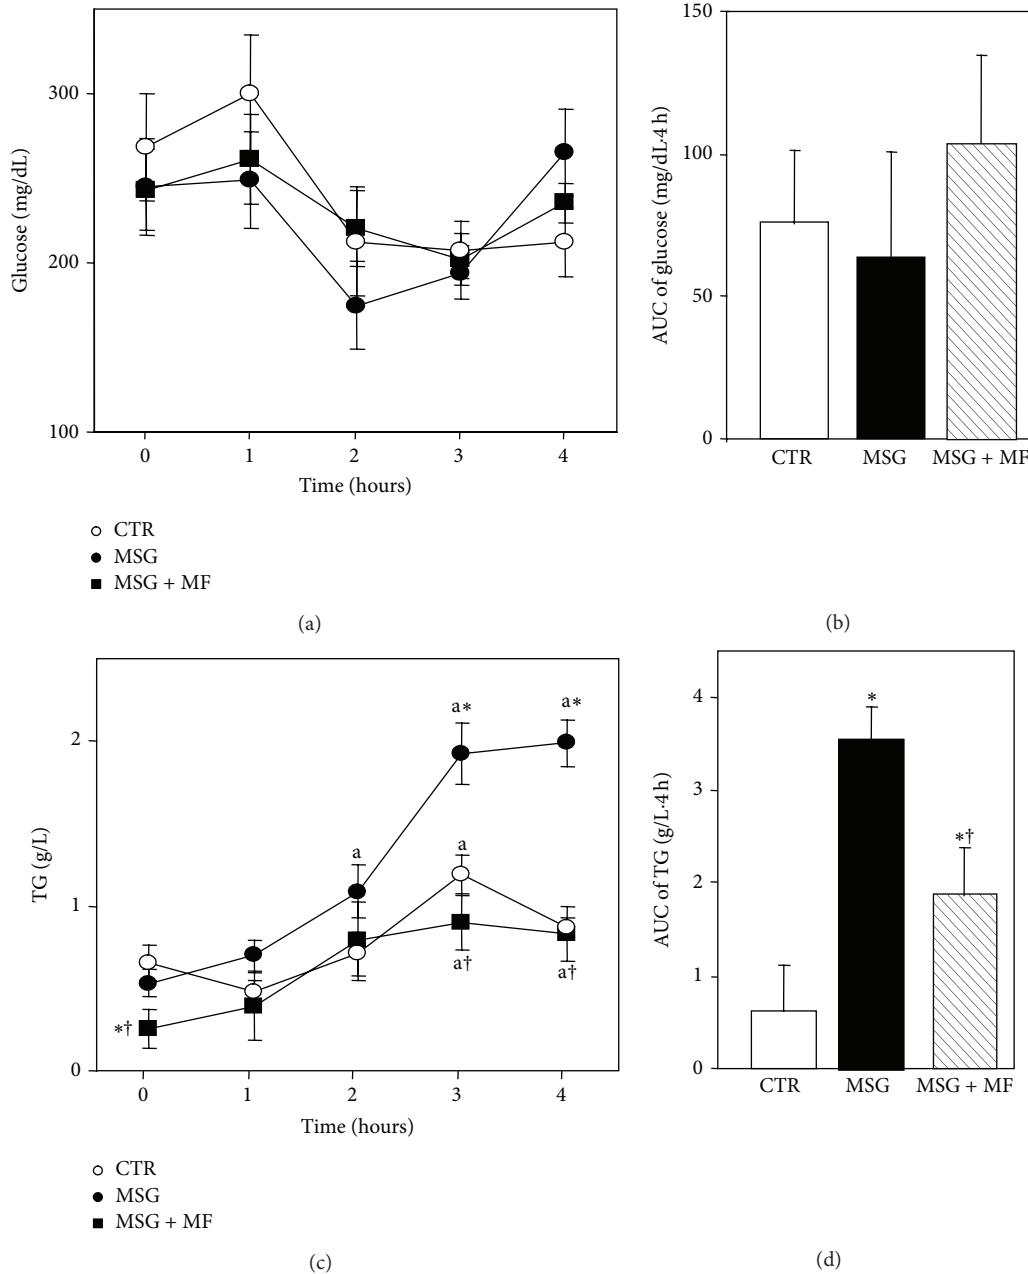 300
200
100
Glucose (mg/dL)
0 1 2 3 4
Time (hours)
CTR
MSG
MSG + MF
(a)
150
100
50
0
AUC of glucose (mg/dL·4 h)
CTR MSG MSG + MF
(b)
2
1
0
TG (g/L)
a* a*
a a
a† a†
*†
0 1 2 3 4
Time (hours)
CTR
MSG
MSG + MF
(c)
4
3
2
1
0
AUC of TG (g/L·4 h)
*
*†
CTR MSG MSG + MF
(d)